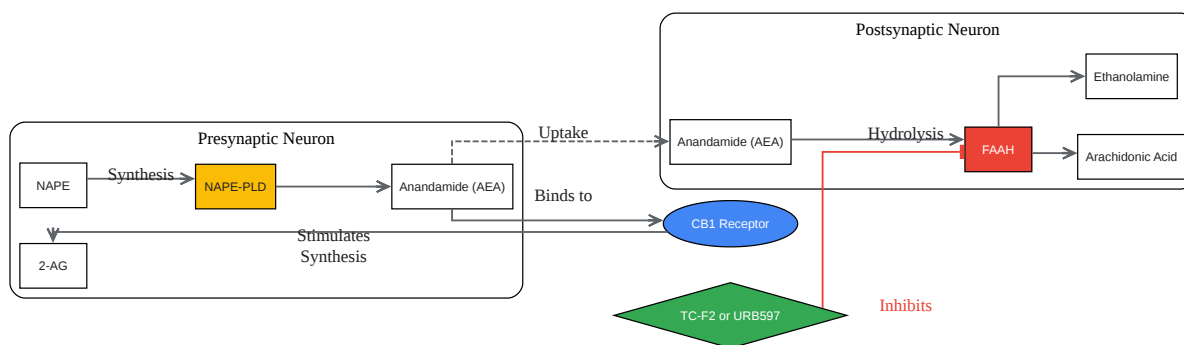 Postsynaptic Neuron
Ethanolamine
Presynaptic Neuron
Uptake
Anandamide (AEA)
Hydrolysis
FAAH
Arachidonic Acid
NAPE
Synthesis
NAPE-PLD
Anandamide (AEA)
Binds to
CB1 Receptor
Stimulates
Synthesis
2-AG
TC-F2 or URB597
Inhibits